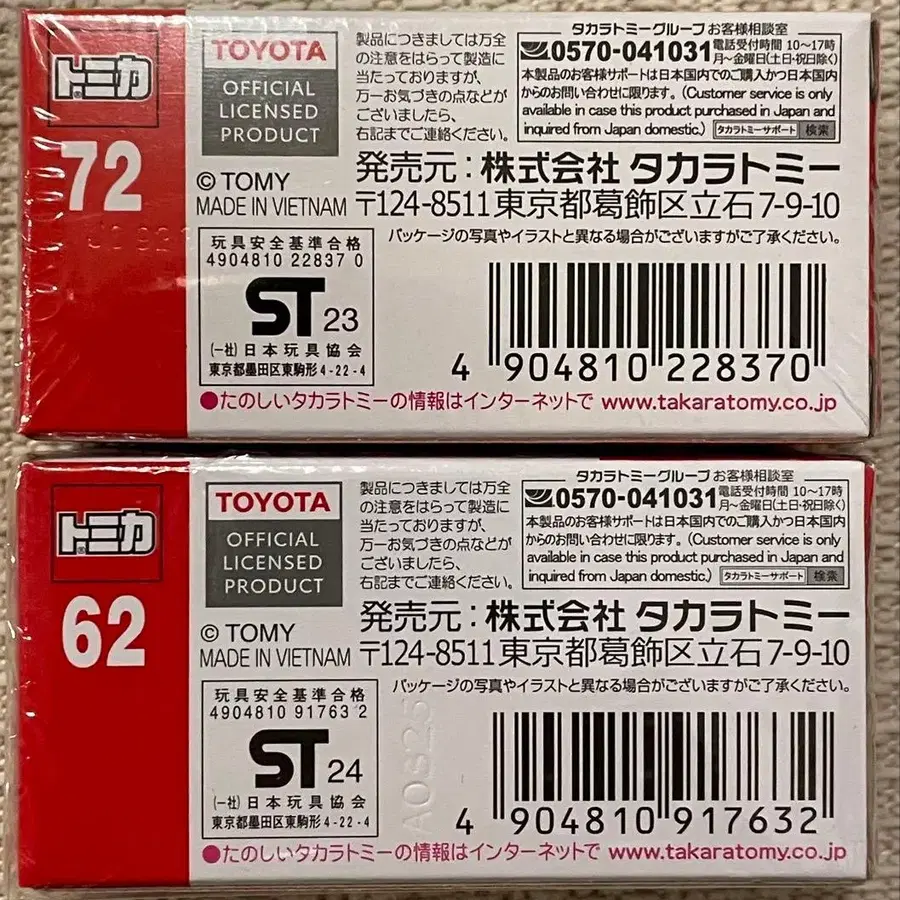 トミカ
72
TOYOTA
OFFICIAL
LICENSED
PRODUCT
© TOMY
MADE IN VIETNAM
製品につきましては万全
の注意をはらって製造に
当たっておりますが、
万一お気づきの点などが
ございましたら、
右記までご連絡ください。
タカラトミーグループ お客様相談室
0570-041031 電話受付時間 10〜17時
月〜金曜日(土・日・祝日除く)
本製品のお客様サポートは日本国内でのご購入かつ日本国内
からのお問い合わせに限ります。(Customer service is only
available in case this product purchased in Japan and
inquired from Japan domestic.) タカラトミーサポート 検索
発売元:株式会社 タカラトミー
〒124-8511 東京都葛飾区立石7-9-10
パッケージの写真やイラストと異なる場合がございますがご了承ください。
玩具安全基準合格
4904810 22837 0
ST 23
(一社)日本玩具協会
東京都墨田区東駒形4-22-4
4 904810 228370
●たのしいタカラトミーの情報はインターネットで www.takaratomy.co.jp
トミカ
62
TOYOTA
OFFICIAL
LICENSED
PRODUCT
© TOMY
MADE IN VIETNAM
製品につきましては万全
の注意をはらって製造に
当たっておりますが、
万一お気づきの点などが
ございましたら、
右記までご連絡ください。
タカラトミーグループ お客様相談室
0570-041031 電話受付時間 10〜17時
月〜金曜日(土・日・祝日除く)
本製品のお客様サポートは日本国内でのご購入かつ日本国内
からのお問い合わせに限ります。(Customer service is only
available in case this product purchased in Japan and
inquired from Japan domestic.) タカラトミーサポート 検索
発売元:株式会社 タカラトミー
〒124-8511 東京都葛飾区立石7-9-10
パッケージの写真やイラストと異なる場合がございますがご了承ください。
玩具安全基準合格
4904810 91763 2
ST 24
(一社)日本玩具協会
東京都墨田区東駒形4-22-4
4 904810 917632
●たのしいタカラトミーの情報はインターネットで www.takaratomy.co.jp